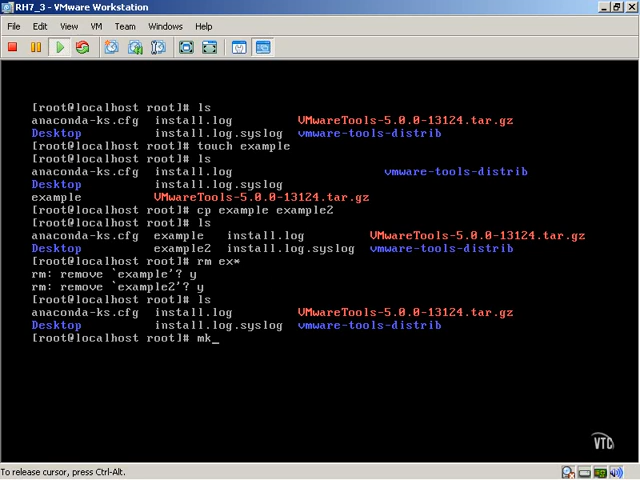 RH7_3 - VMware Workstation
File Edit View VM Team Windows Help
[root@localhost root]# ls
anaconda-ks.cfg install.log VMwareTools-5.0.0-13124.tar.gz
Desktop install.log.syslog vmware-tools-distrib
[root@localhost root]# touch example
[root@localhost root]# ls
anaconda-ks.cfg install.log vmware-tools-distrib
Desktop install.log.syslog
example VMwareTools-5.0.0-13124.tar.gz
[root@localhost root]# cp example example2
[root@localhost root]# ls
anaconda-ks.cfg example install.log VMwareTools-5.0.0-13124.tar.gz
Desktop example2 install.log.syslog vmware-tools-distrib
[root@localhost root]# rm ex*
rm: remove `example'? y
rm: remove `example2'? y
[root@localhost root]# ls
anaconda-ks.cfg install.log VMwareTools-5.0.0-13124.tar.gz
Desktop install.log.syslog vmware-tools-distrib
[root@localhost root]# mk_
VTC
To release cursor, press Ctrl-Alt.